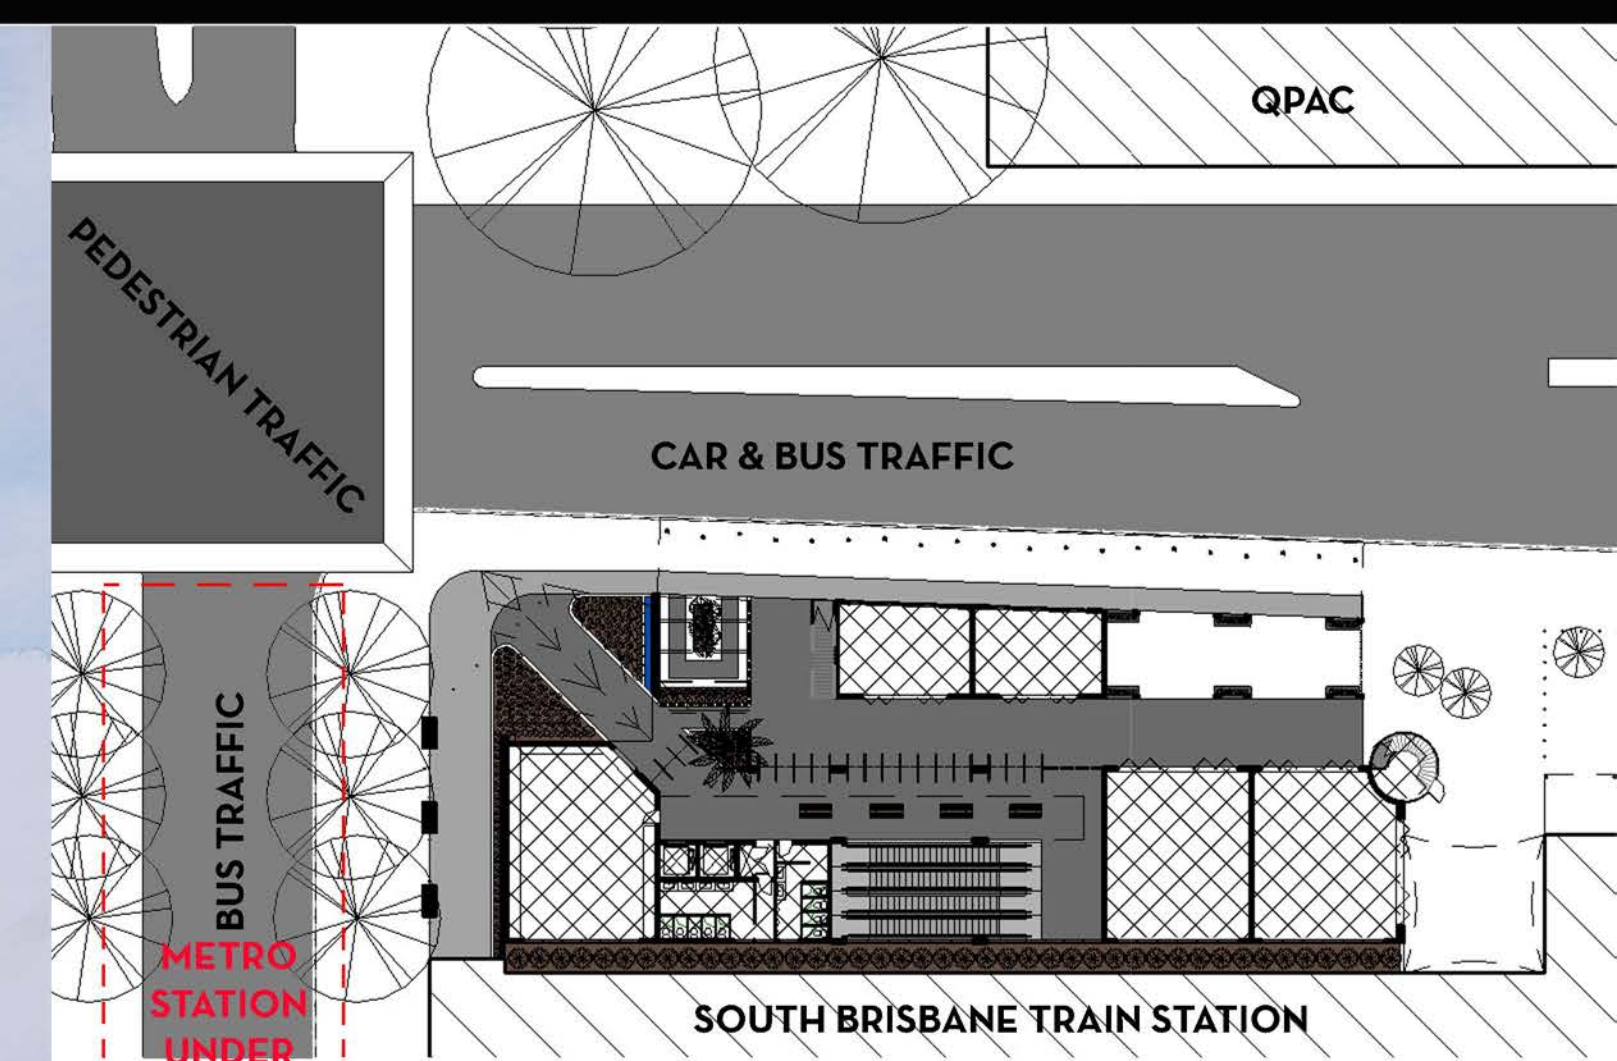 QPAC
PEDESTRIAN TRAFFIC
CAR & BUS TRAFFIC
BUS TRAFFIC
METRO
STATION
UNDER
SOUTH BRISBANE TRAIN STATION